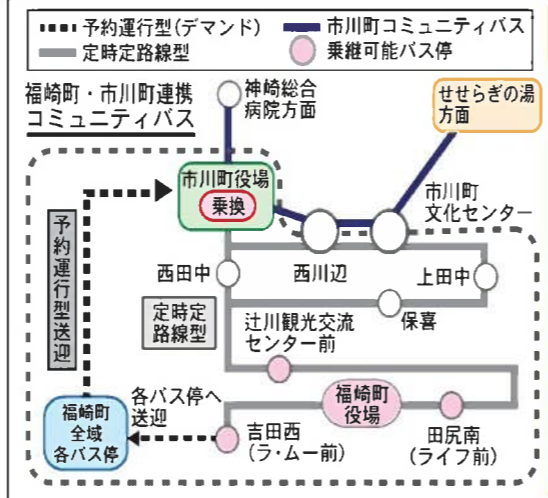 予約運行型(デマンド)
市川町コミュニティバス
定時定路線型
乗継可能バス停
福崎町・市川町連携
コミュニティバス
神崎総合
病院方面
せせらぎの湯
方面
市川町役場
乗換
市川町
文化センター
予約運行型送迎
西田中
西川辺
上田中
定時定
路線型
保喜
辻川観光交流
センター前
福崎町
役場
各バス停へ
送迎
福崎町
全域
各バス停
吉田西
(ラ・ムー前)
田尻南
(ライフ前)